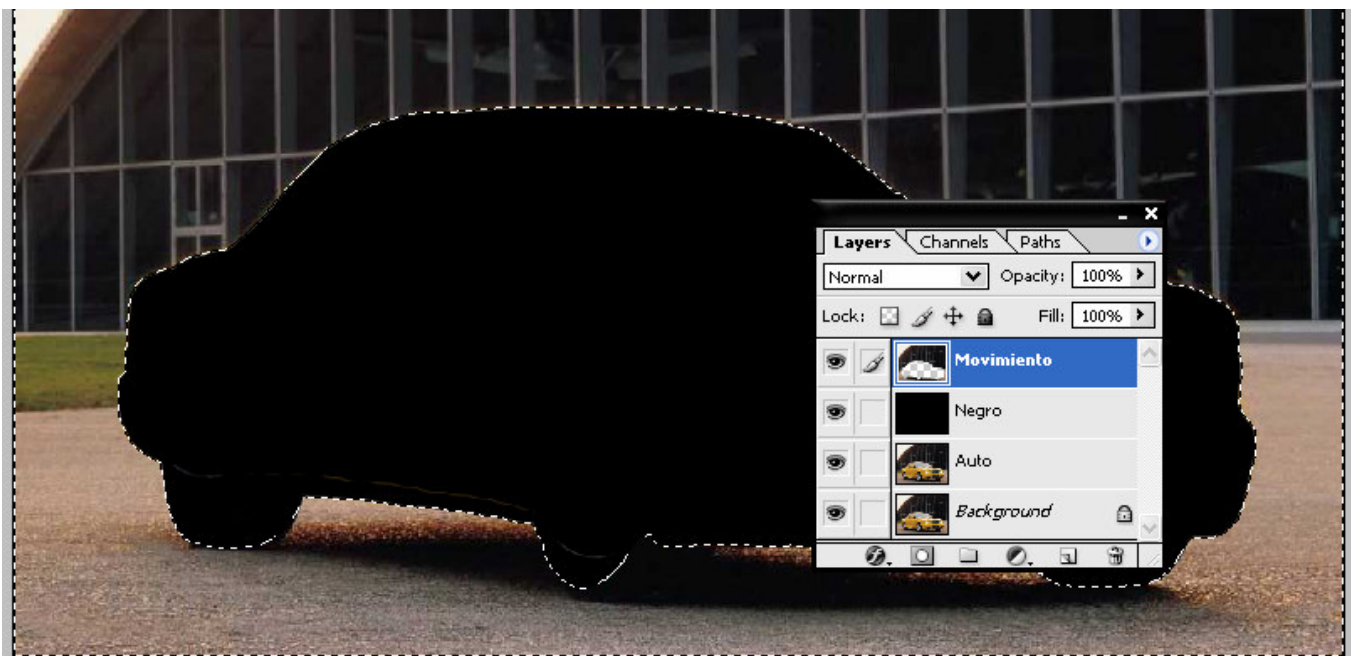 Layers Channels Paths
Normal Opacity: 100%
Lock: Fill: 100%
Movimiento
Negro
Auto
Background